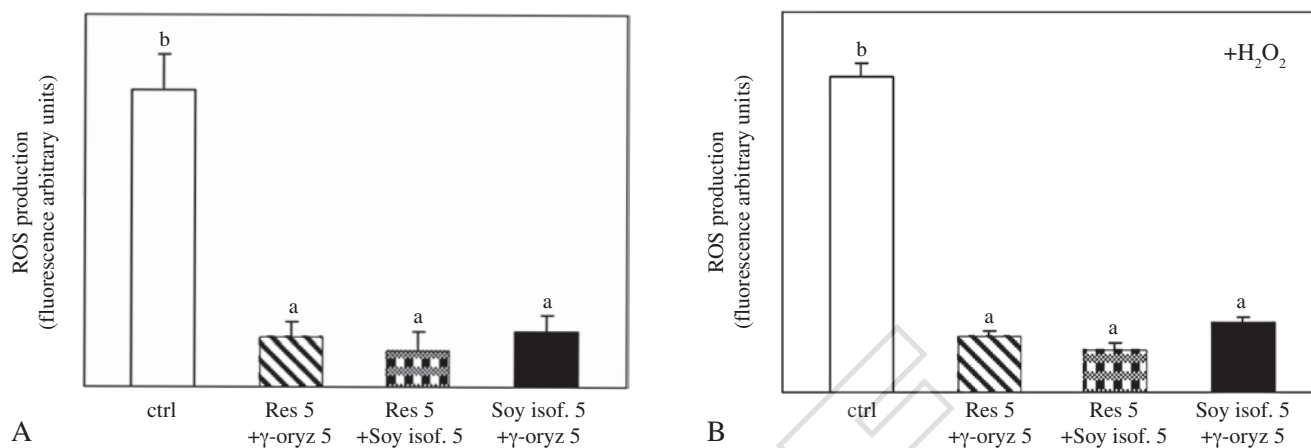 ROS production
(fluorescence arbitrary units)
b
a
a
a
ctrl
Res 5
+γ-oryz 5
Res 5
+Soy isof. 5
Soy isof. 5
+γ-oryz 5
A
ROS production
(fluorescence arbitrary units)
+H₂O₂
b
a
a
a
ctrl
Res 5
+γ-oryz 5
Res 5
+Soy isof. 5
Soy isof. 5
+γ-oryz 5
B